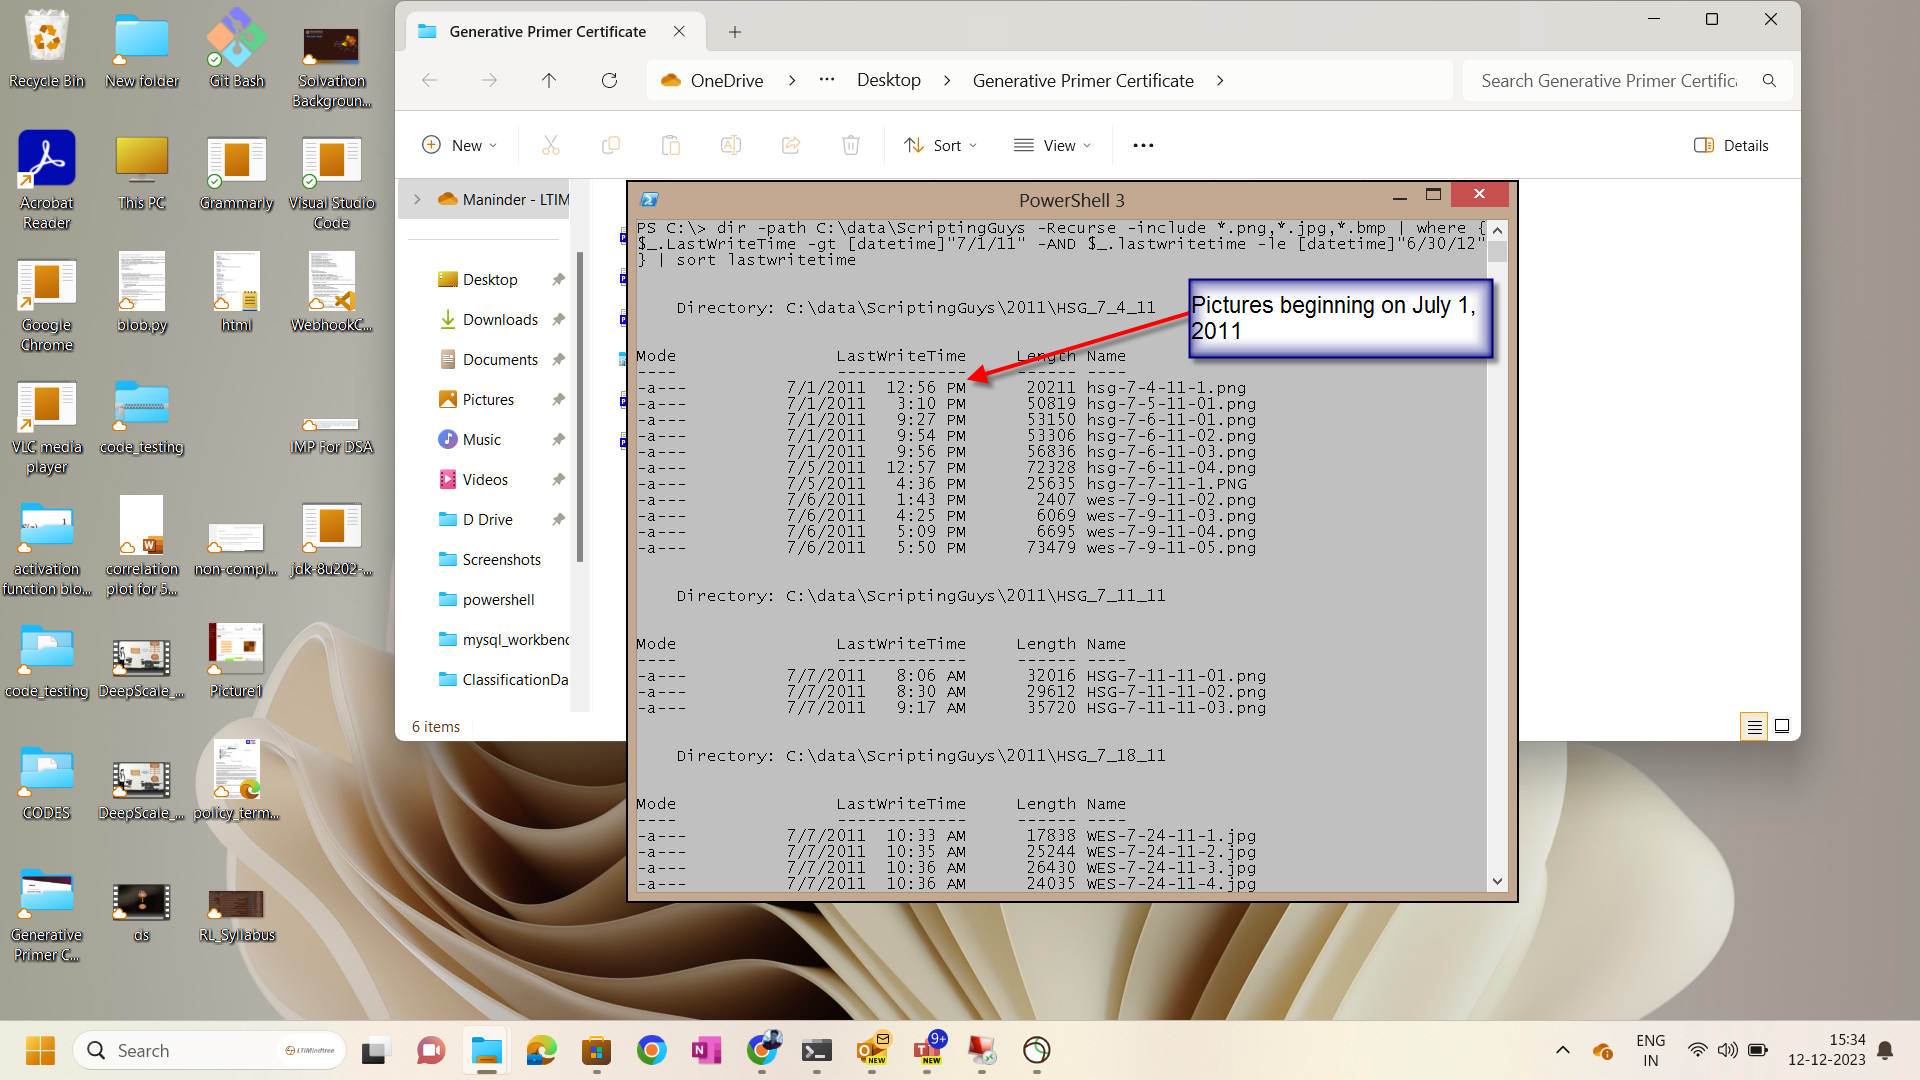 Recycle Bin
New folder
Git Bash
Solvathon
Backgroun...
Acrobat
Reader
This PC
Grammarly
Visual Studio
Code
Google
Chrome
blob.py
html
WebhookC...
VLC media
player
code_testing
IMP For DSA
activation
function blo...
correlation
plot for 5...
non-compl...
jdk-8u202-...
code_testing
DeepScale_...
Picture1
CODES
DeepScale_...
policy_term...
Generative
Primer C...
ds
RL_Syllabus
Generative Primer Certificate
OneDrive
Desktop
Generative Primer Certificate
Search Generative Primer Certific
New
Sort
View
Details
Maninder - LTIM
Desktop
Downloads
Documents
Pictures
Music
Videos
D Drive
Screenshots
powershell
mysql_workbenc
ClassificationDa
6 items
PowerShell 3
PS C:\> dir -path C:\data\ScriptingGuys -Recurse -include *.png,*.jpg,*.bmp | where {
$_.LastWriteTime -gt [datetime]"7/1/11" -AND $_.lastwritetime -le [datetime]"6/30/12"
} | sort lastwritetime
Directory: C:\data\ScriptingGuys\2011\HSG_7_4_11
Pictures beginning on July 1,
2011
Mode LastWriteTime Length Name
---- ------------- ------ ----
-a--- 7/1/2011 12:56 PM 20211 hsg-7-4-11-1.png
-a--- 7/1/2011 3:10 PM 50819 hsg-7-5-11-01.png
-a--- 7/1/2011 9:27 PM 53150 hsg-7-6-11-01.png
-a--- 7/1/2011 9:54 PM 53306 hsg-7-6-11-02.png
-a--- 7/1/2011 9:56 PM 56836 hsg-7-6-11-03.png
-a--- 7/5/2011 12:57 PM 72328 hsg-7-6-11-04.png
-a--- 7/5/2011 4:36 PM 25635 hsg-7-7-11-1.PNG
-a--- 7/6/2011 1:43 PM 2407 wes-7-9-11-02.png
-a--- 7/6/2011 4:25 PM 6069 wes-7-9-11-03.png
-a--- 7/6/2011 5:09 PM 6695 wes-7-9-11-04.png
-a--- 7/6/2011 5:50 PM 73479 wes-7-9-11-05.png
Directory: C:\data\ScriptingGuys\2011\HSG_7_11_11
Mode LastWriteTime Length Name
---- ------------- ------ ----
-a--- 7/7/2011 8:06 AM 32016 HSG-7-11-11-01.png
-a--- 7/7/2011 8:30 AM 29612 HSG-7-11-11-02.png
-a--- 7/7/2011 9:17 AM 35720 HSG-7-11-11-03.png
Directory: C:\data\ScriptingGuys\2011\HSG_7_18_11
Mode LastWriteTime Length Name
---- ------------- ------ ----
-a--- 7/7/2011 10:33 AM 17838 WES-7-24-11-1.jpg
-a--- 7/7/2011 10:35 AM 25244 WES-7-24-11-2.jpg
-a--- 7/7/2011 10:36 AM 26430 WES-7-24-11-3.jpg
-a--- 7/7/2011 10:36 AM 24035 WES-7-24-11-4.jpg
Search
LTIMindtree
NEW
9+
NEW
ENG
IN
15:34
12-12-2023